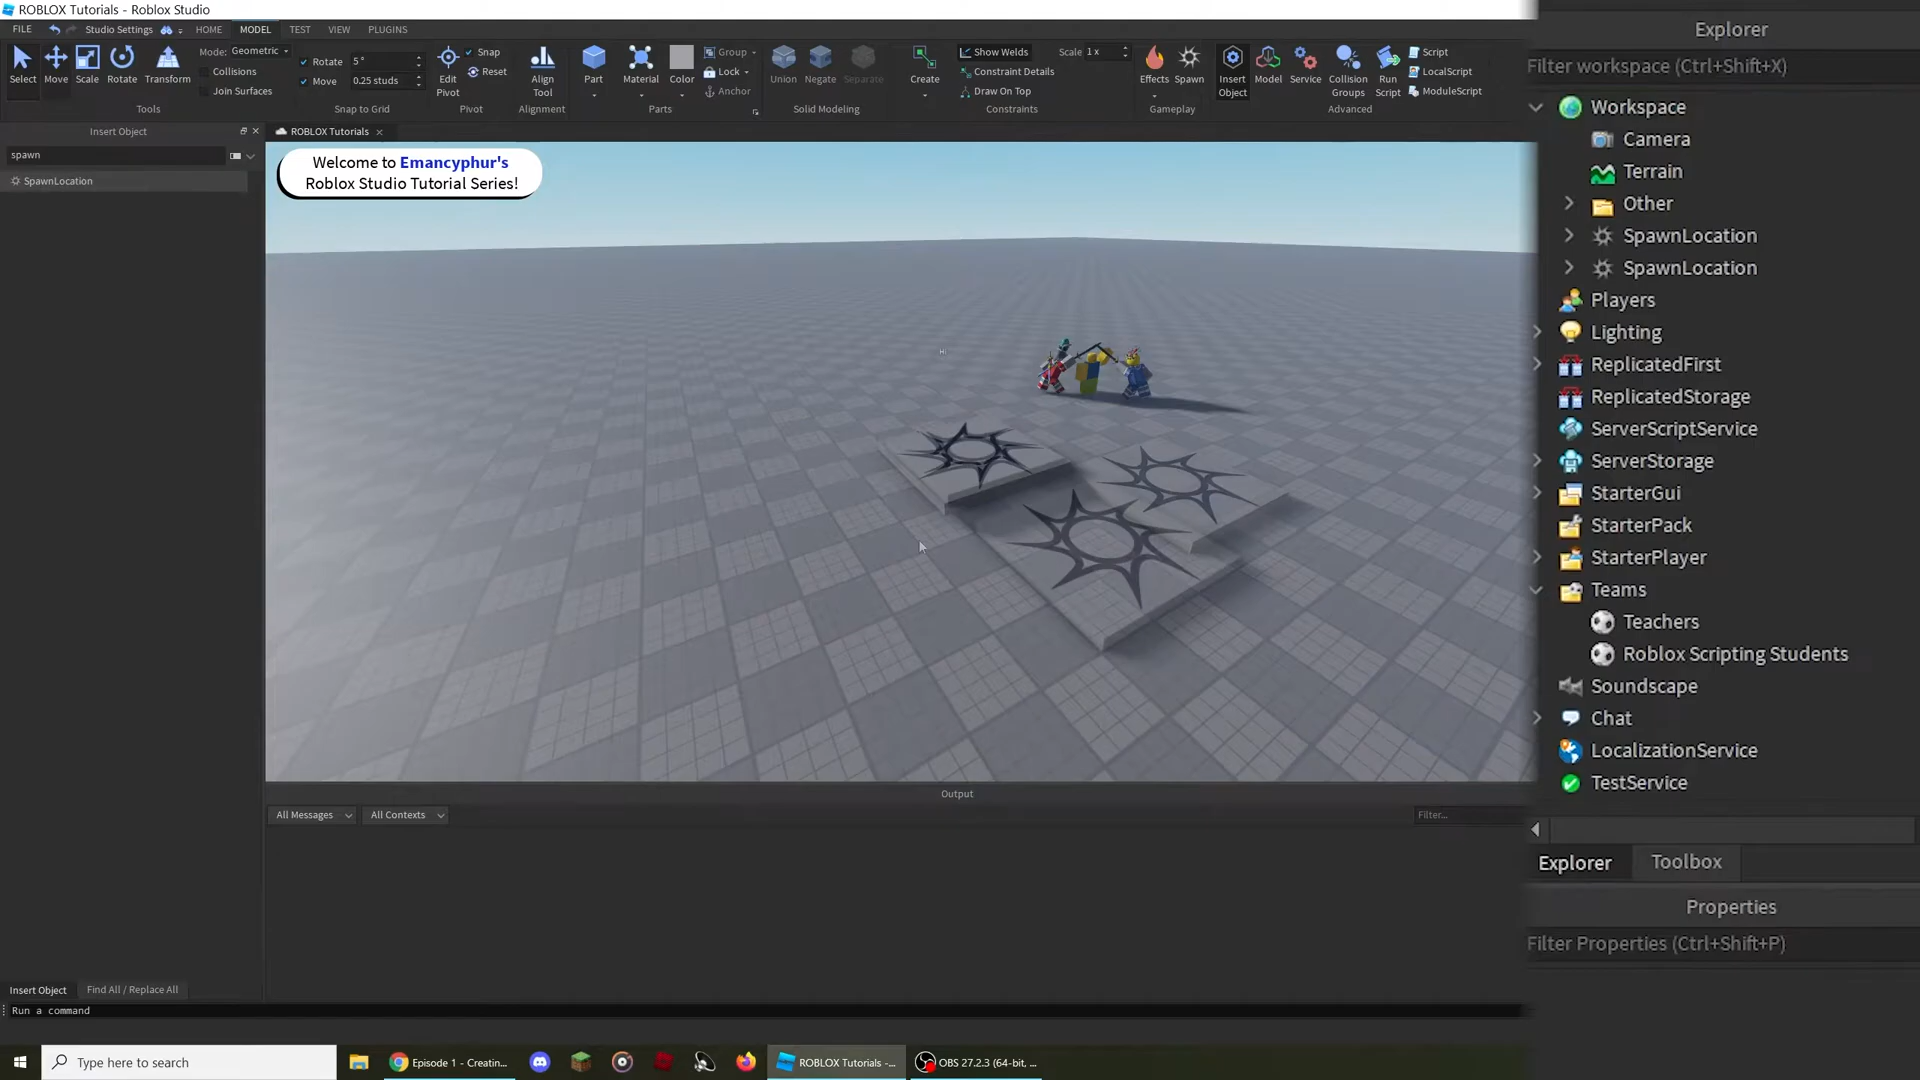 ROBLOX Tutorials - Roblox Studio
FILE
Studio Settings
HOME
MODEL
TEST
VIEW
PLUGINS
Select
Move
Scale
Rotate
Transform
Mode: Geometric
Collisions
Join Surfaces
Tools
Rotate 5 °
Move 0.25 studs
Snap to Grid
Edit
Pivot
Snap
Reset
Pivot
Align
Tool
Alignment
Part
Material
Color
Group
Lock
Anchor
Parts
Union
Negate
Separate
Solid Modeling
Create
Show Welds
Constraint Details
Draw On Top
Scale 1 x
Constraints
Effects
Spawn
Gameplay
Insert
Object
Model
Service
Collision
Groups
Run
Script
Script
LocalScript
ModuleScript
Advanced
Insert Object
spawn
SpawnLocation
ROBLOX Tutorials
Welcome to Emancyphur's
Roblox Studio Tutorial Series!
Hi
Output
All Messages
All Contexts
Filter...
Insert Object
Find All / Replace All
Run a command
Explorer
Filter workspace (Ctrl+Shift+X)
Workspace
Camera
Terrain
Other
SpawnLocation
SpawnLocation
Players
Lighting
ReplicatedFirst
ReplicatedStorage
ServerScriptService
ServerStorage
StarterGui
StarterPack
StarterPlayer
Teams
Teachers
Roblox Scripting Students
Soundscape
Chat
LocalizationService
TestService
Explorer
Toolbox
Properties
Filter Properties (Ctrl+Shift+P)
Type here to search
Episode 1 - Creatin...
ROBLOX Tutorials -...
OBS 27.2.3 (64-bit, ...